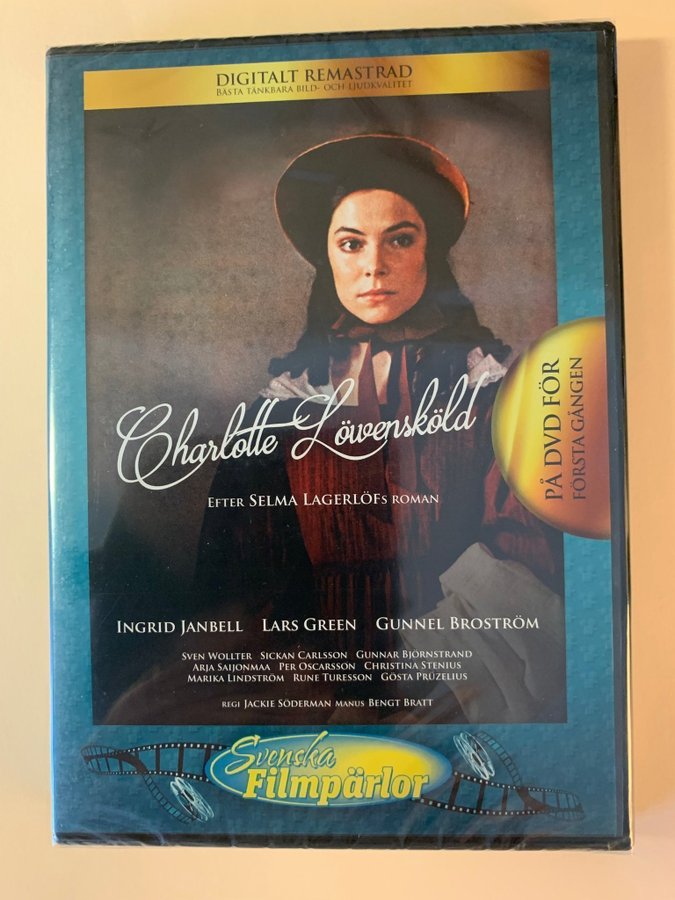 DIGITALT REMASTRAD
BÄSTA TÄNKBARA BILD- OCH LJUDKVALITET
Charlotte Löwensköld
EFTER SELMA LAGERLÖFS ROMAN
PÅ DVD FÖR
FÖRSTA GÅNGEN
INGRID JANBELL LARS GREEN GUNNEL BROSTRÖM
SVEN WOLLTER SICKAN CARLSSON GUNNAR BJÖRNSTRAND
ARJA SAIJONMAA PER OSCARSSON CHRISTINA STENIUS
MARIKA LINDSTRÖM RUNE TURESSON GÖSTA PRÜZELIUS
REGI JACKIE SÖDERMAN MANUS BENGT BRATT
Svenska
Filmpärlor